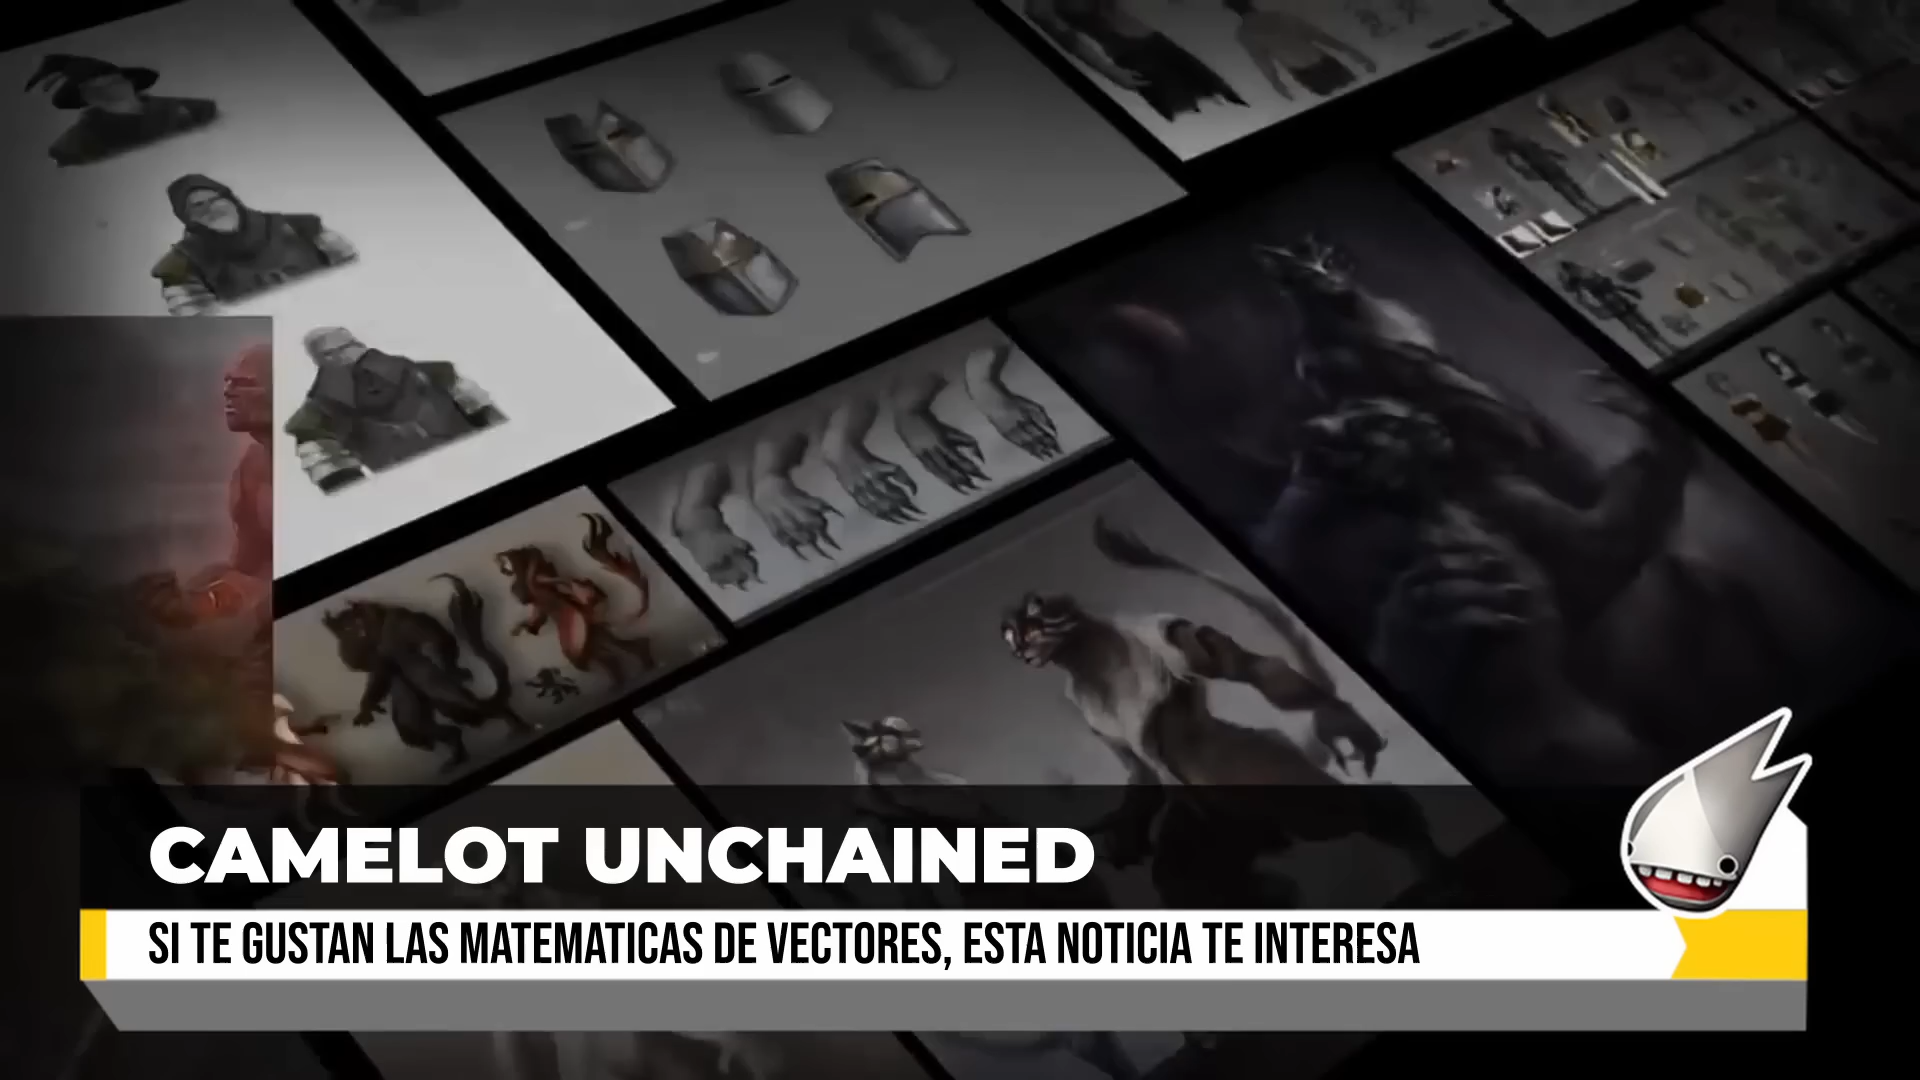 CAMELOT UNCHAINED
SI TE GUSTAN LAS MATEMATICAS DE VECTORES, ESTA NOTICIA TE INTERESA